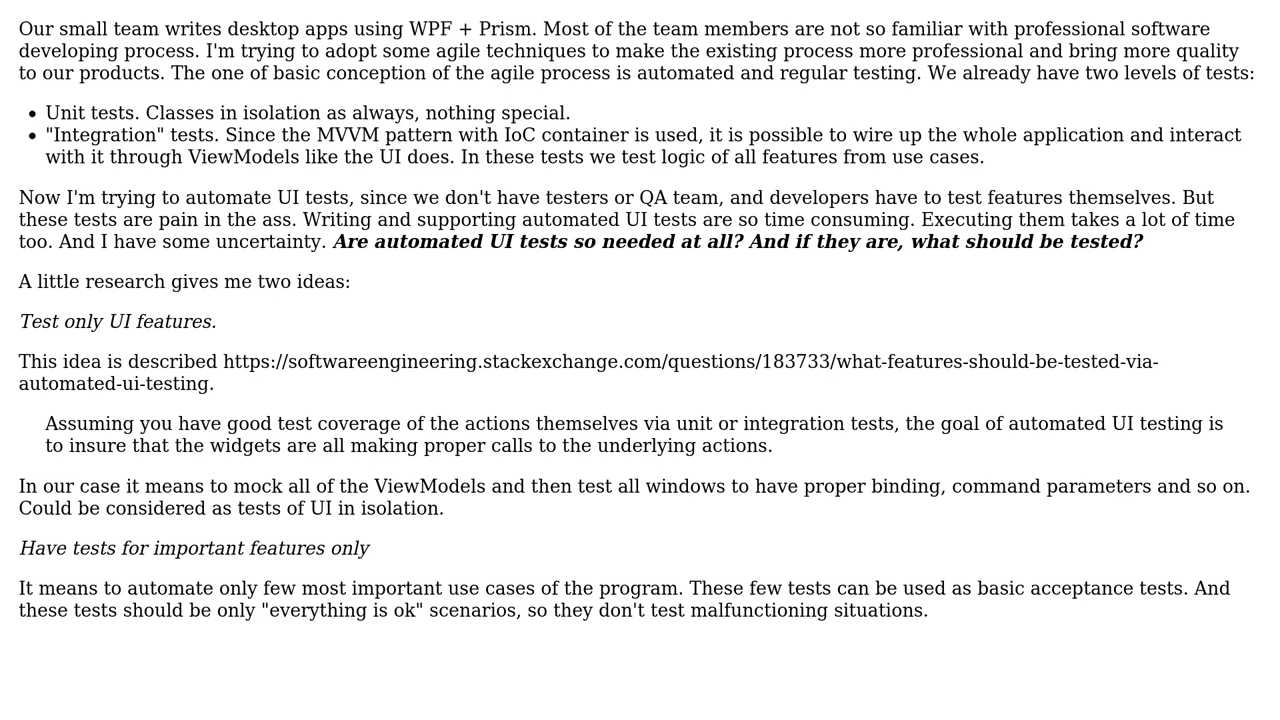 Our small team writes desktop apps using WPF + Prism. Most of the team members are not so familiar with professional software
developing process. I'm trying to adopt some agile techniques to make the existing process more professional and bring more quality
to our products. The one of basic conception of the agile process is automated and regular testing. We already have two levels of tests:
• Unit tests. Classes in isolation as always, nothing special.
• "Integration" tests. Since the MVVM pattern with IoC container is used, it is possible to wire up the whole application and interact
with it through ViewModels like the UI does. In these tests we test logic of all features from use cases.
Now I'm trying to automate UI tests, since we don't have testers or QA team, and developers have to test features themselves. But
these tests are pain in the ass. Writing and supporting automated UI tests are so time consuming. Executing them takes a lot of time
too. And I have some uncertainty. Are automated UI tests so needed at all? And if they are, what should be tested?
A little research gives me two ideas:
Test only UI features.
This idea is described https://softwareengineering.stackexchange.com/questions/183733/what-features-should-be-tested-via-
automated-ui-testing.
Assuming you have good test coverage of the actions themselves via unit or integration tests, the goal of automated UI testing is
to insure that the widgets are all making proper calls to the underlying actions.
In our case it means to mock all of the ViewModels and then test all windows to have proper binding, command parameters and so on.
Could be considered as tests of UI in isolation.
Have tests for important features only
It means to automate only few most important use cases of the program. These few tests can be used as basic acceptance tests. And
these tests should be only "everything is ok" scenarios, so they don't test malfunctioning situations.